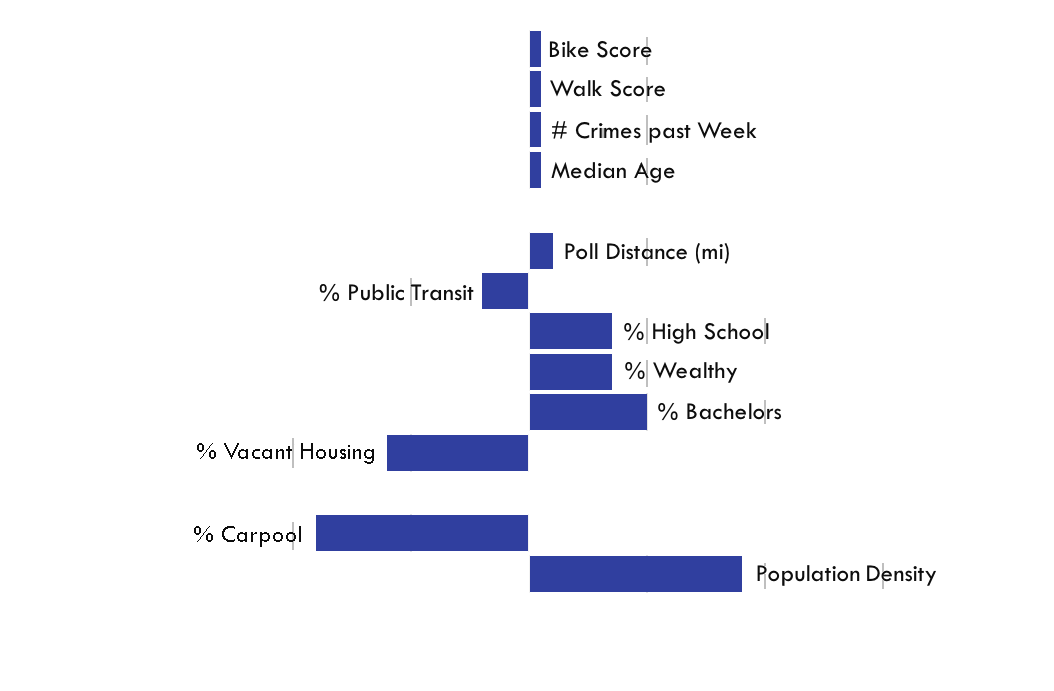 Bike Score
Walk Score
# Crimes past Week
Median Age
Poll Distance (mi)
% Public Transit
% High School
% Wealthy
% Bachelors
% Vacant Housing
% Carpool
Population Density